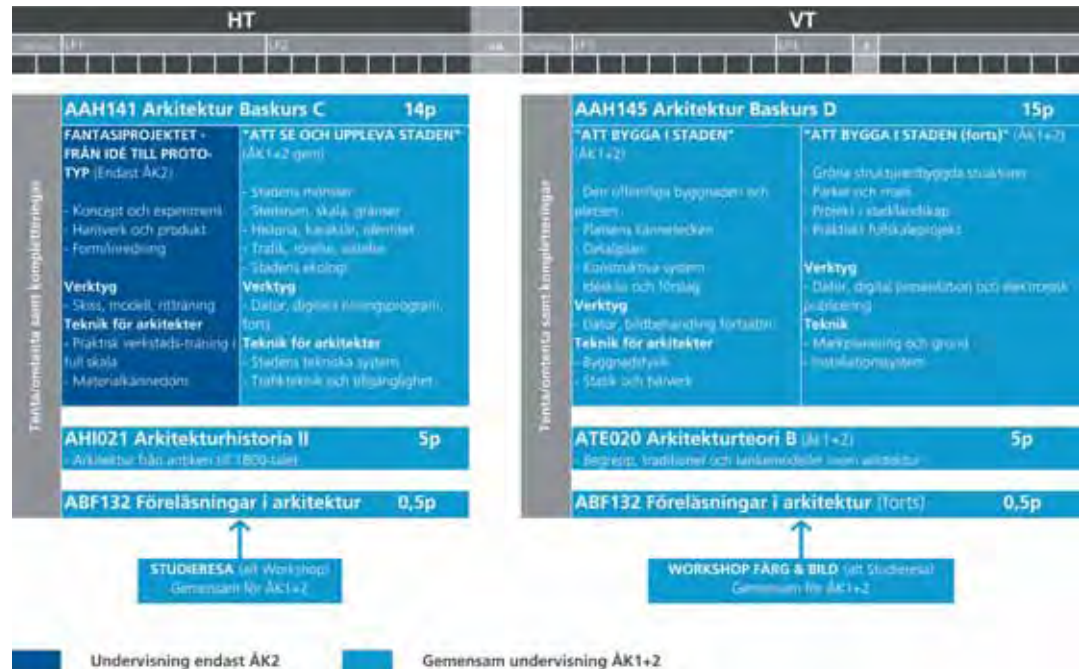 HT
VT
LP1
LP2
LP3
LP4
Tenta/omtenta samt kompletteringar
AAH141 Arkitektur Baskurs C 14p
FANTASIPROJEKTET -
FRÅN IDÉ TILL PROTO-
TYP (Endast ÅK2)
- Koncept och experiment
- Hantverk och produkt
- Form/inredning
Verktyg
- Skiss, modell, ritträning
Teknik för arkitekter
- Praktisk verkstads-träning i
full skala
- Materialkännedom
"ATT SE OCH UPPLEVA STADEN"
(ÅK1+2 gem)
- Stadens mönster
- Stadsrum, skala, gränser
- Historia, karaktär, identitet
- Trafik, rörelse,
- Stadens ekologi
Verktyg
- Dator, digitala ritningsprogram,
forts
Teknik för arkitekter
- Stadens tekniska system
- Trafikteknik och tillgänglighet
AHI021 Arkitekturhistoria II 5p
- Arkitektur från antiken till 1800-talet
ABF132 Föreläsningar i arkitektur 0,5p
STUDIERESA (alt Workshop)
Gemensam för ÅK1+2
Tenta/omtenta samt kompletteringar
AAH145 Arkitektur Baskurs D 15p
"ATT BYGGA I STADEN"
(ÅK1+2)
- Den offentliga byggnaden och
platsen
- Platsens kännetecken
- Detaljplan
- Konstruktiva system
- Idéskiss och förslag
Verktyg
- Dator, bildbehandling fortsättn
Teknik för arkitekter
- Byggnadsfysik
- Statik och bärverk
"ATT BYGGA I STADEN (forts)" (ÅK1+2)
- Gröna strukturer/byggda strukturer
- Parker och
- Projekt i stadslandskap
- Praktiskt fullskaleprojekt
Verktyg
- Dator, digital presentation och elektronisk
publicering
Teknik
- Markplanering och grund
- Installationssystem
ATE020 Arkitekturteori B (ÅK1+2) 5p
- Begrepp, traditioner och tankemodeller inom arkitektur
ABF132 Föreläsningar i arkitektur (forts) 0,5p
WORKSHOP FÄRG & BILD (alt Studieresa)
Gemensam för ÅK1+2
Undervisning endast ÅK2
Gemensam undervisning ÅK1+2